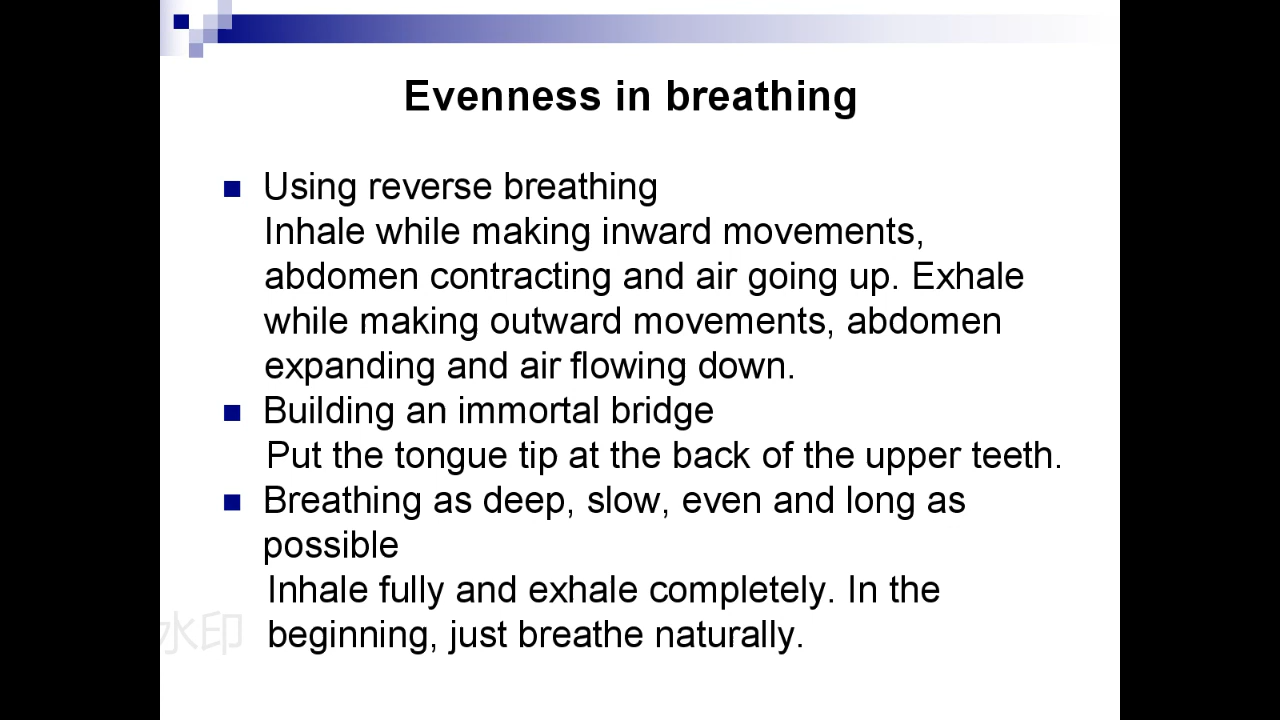 Evenness in breathing
Using reverse breathing
Inhale while making inward movements,
abdomen contracting and air going up. Exhale
while making outward movements, abdomen
expanding and air flowing down.
Building an immortal bridge
Put the tongue tip at the back of the upper teeth.
Breathing as deep, slow, even and long as
possible
Inhale fully and exhale completely. In the
beginning, just breathe naturally.
水印